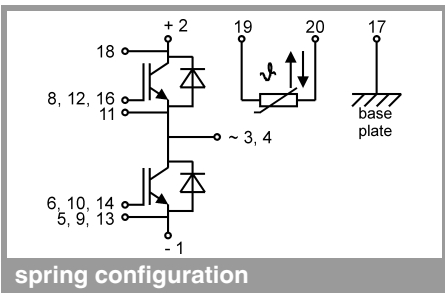 + 2
19
20
17
18
8, 12, 16
11
ϑ
base
plate
~ 3, 4
6, 10, 14
5, 9, 13
- 1
spring configuration